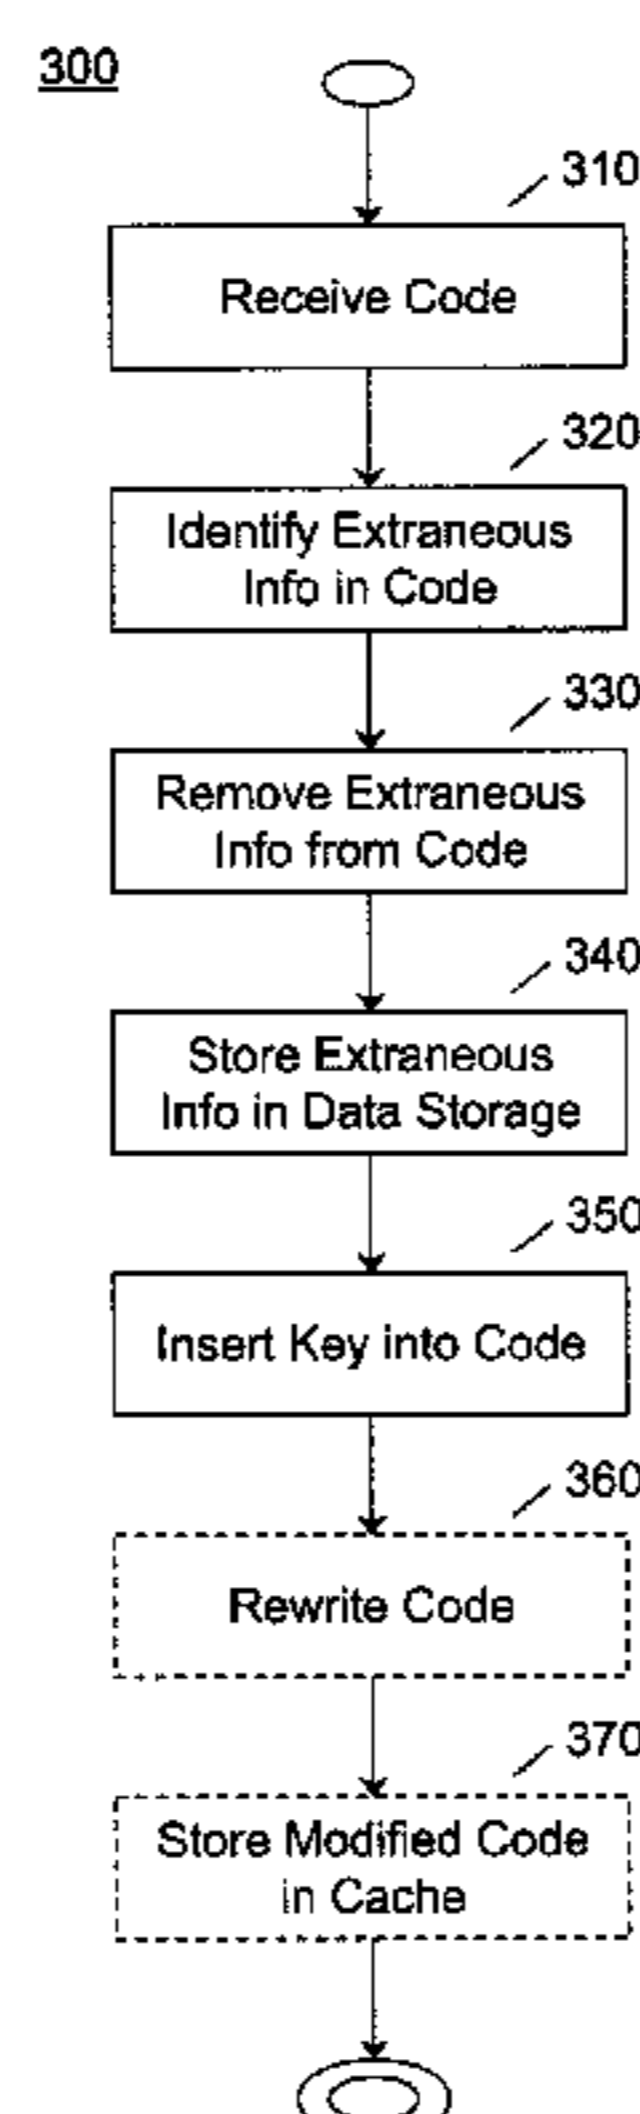 300
310
Receive Code
320
Identify Extraneous
Info in Code
330
Remove Extraneous
Info from Code
340
Store Extraneous
Info in Data Storage
350
Insert Key into Code
360
Rewrite Code
370
Store Modified Code
in Cache